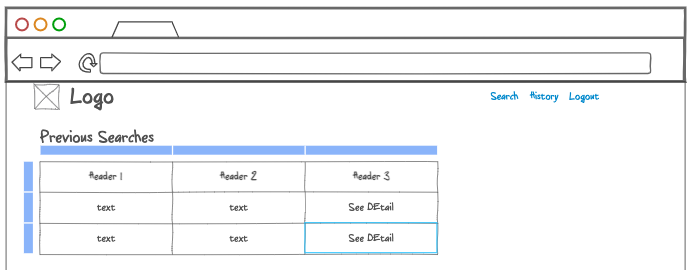 Logo
Search History Logout
Previous Searches
Header 1 Header 2 Header 3
text text See DEtail
text text See DEtail